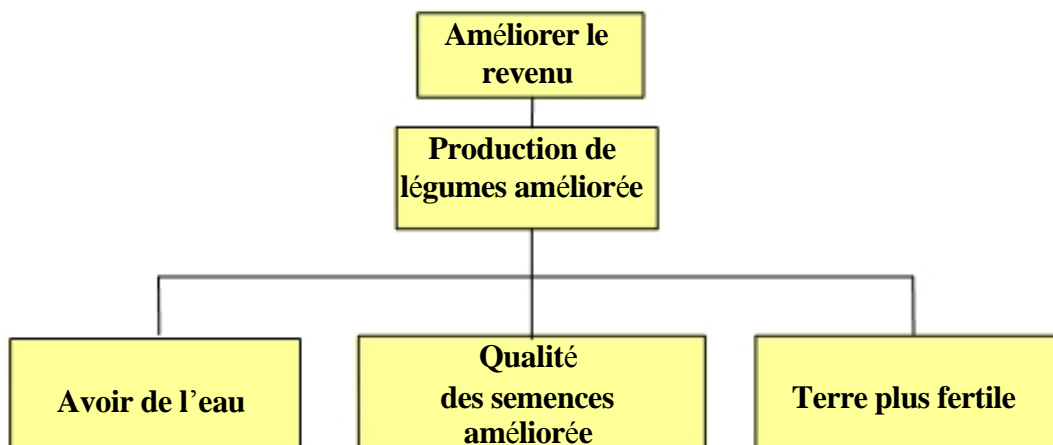 Améliorer le
revenu
Production de
légumes améliorée
Avoir de l’eau
Qualité
des semences
améliorée
Terre plus fertile